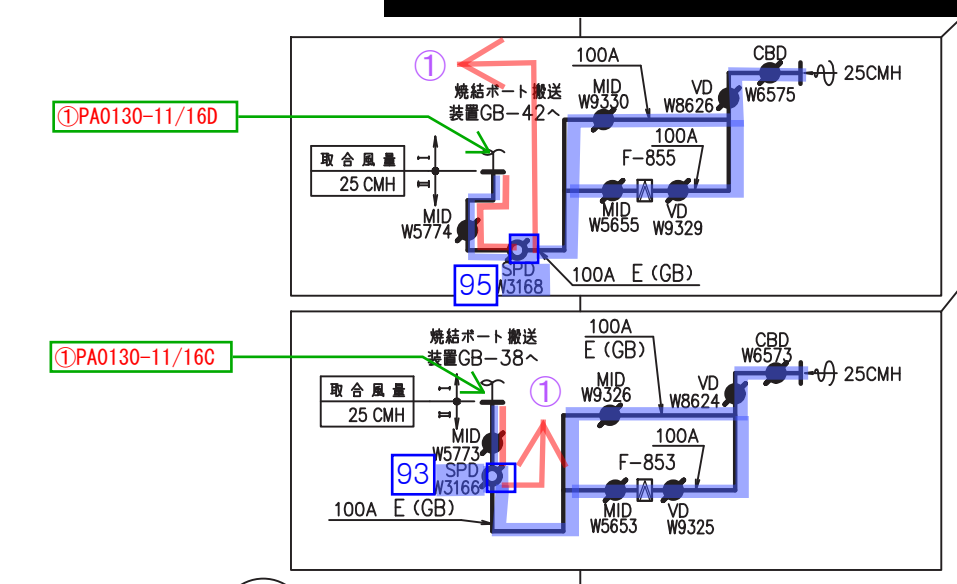 ①
100A
CBD
25CMH
W6575
焼結ボート搬送
装置GB-42へ
MID
W9330
VD
W8626
①PA0130-11/16D
100A
F-855
取合風量
25 CMH
I
II
MID
W5774
MID
W5655
VD
W9329
SPD
W3168
95
100A E (GB)
焼結ボート搬送
装置GB-38へ
100A
E (GB)
CBD
W6573
25CMH
①PA0130-11/16C
取合風量
25 CMH
I
II
①
MID
W9326
VD
W8624
MID
W5773
100A
F-853
93
SPD
W3166
100A E (GB)
MID
W5653
VD
W9325